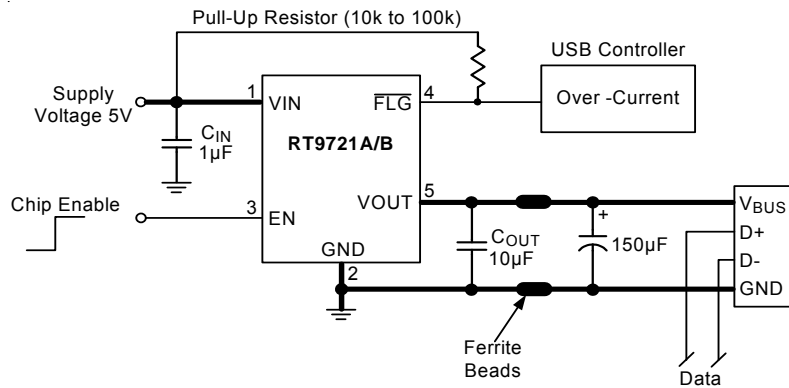 Pull-Up Resistor (10k to 100k)
USB Controller
Supply
Voltage 5V
1
VIN
4
FLG
Over -Current
CIN
1µF
RT9721A/B
Chip Enable
3
EN
VOUT
5
GND
2
COUT
10µF
+
150µF
VBUS
D+
D-
GND
Ferrite
Beads
Data